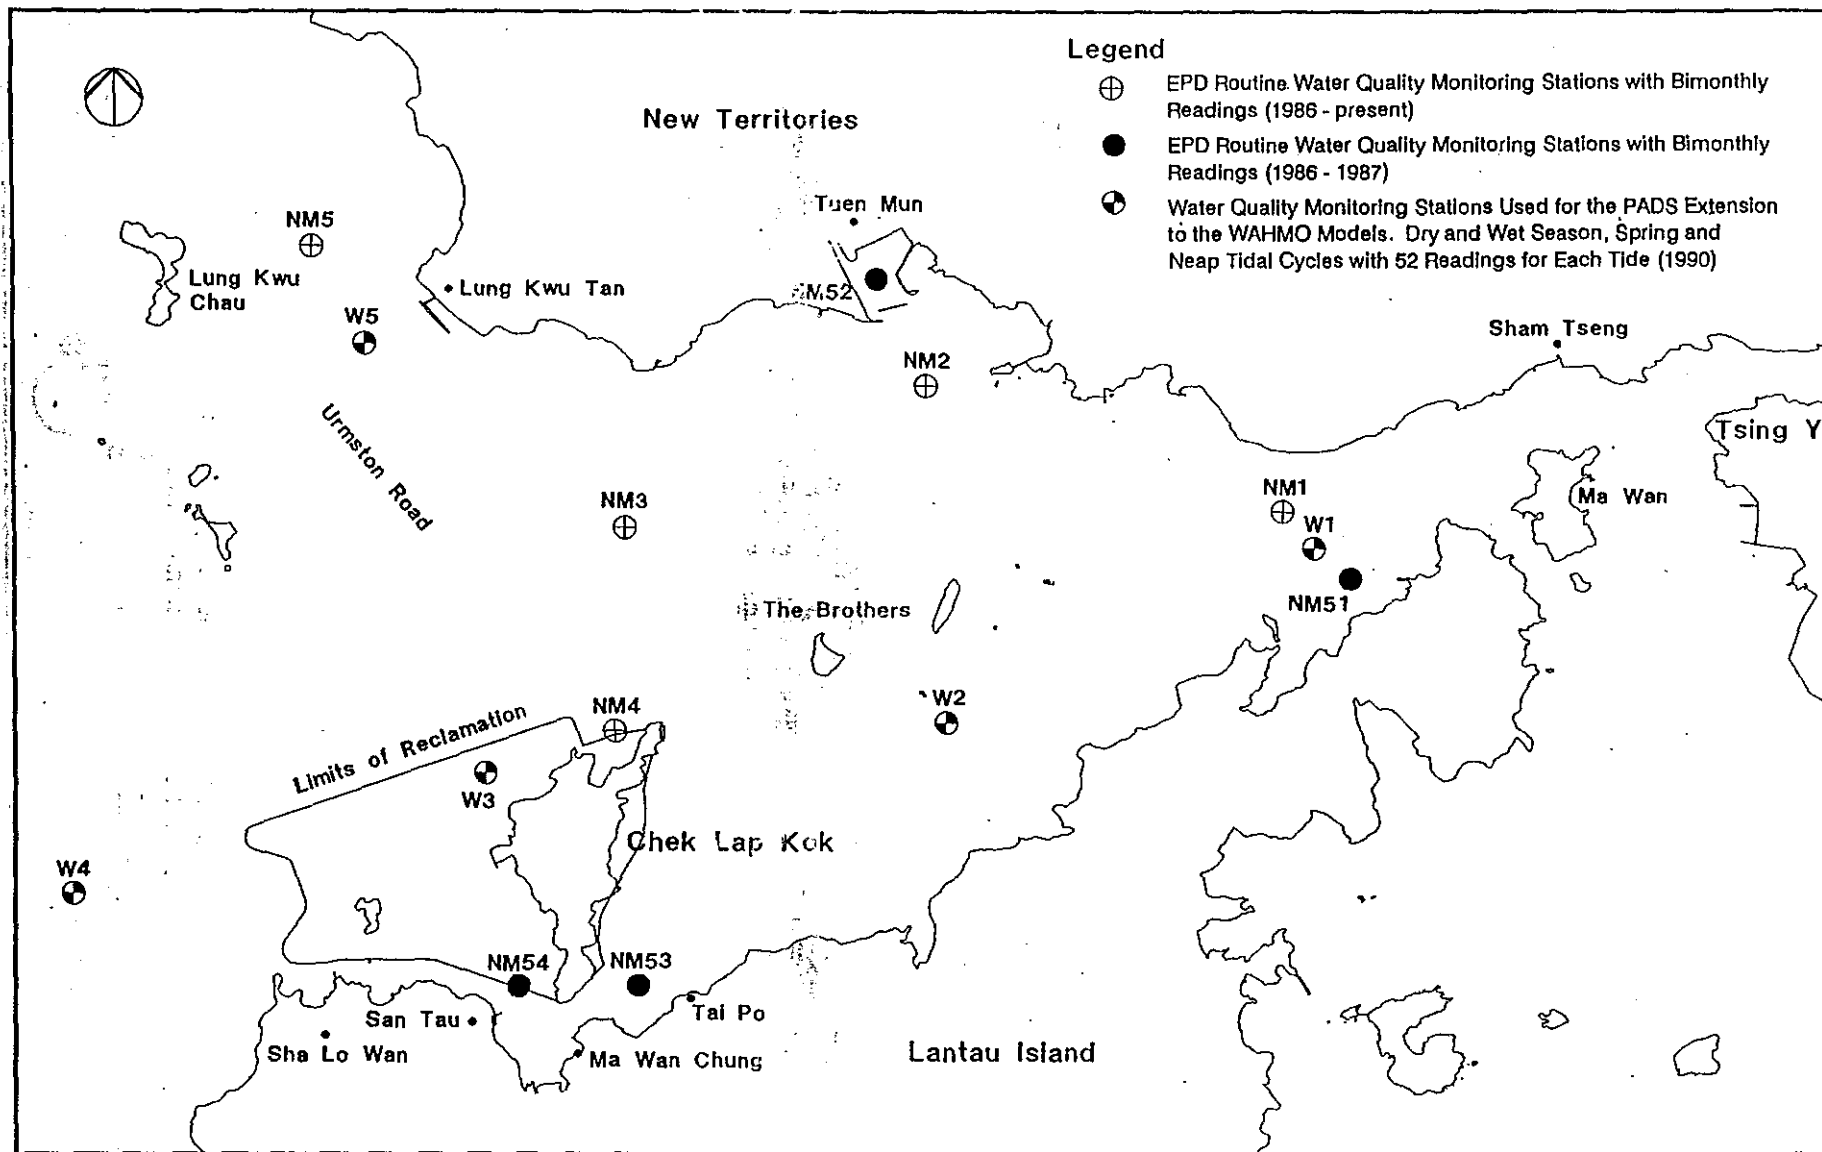 Legend
EPD Routine Water Quality Monitoring Stations with Bimonthly
Readings (1986 - present)
EPD Routine Water Quality Monitoring Stations with Bimonthly
Readings (1986 - 1987)
Water Quality Monitoring Stations Used for the PADS Extension
to the WAHMO Models. Dry and Wet Season, Spring and
Neap Tidal Cycles with 52 Readings for Each Tide (1990)
New Territories
Tuen Mun
NM5
Lung Kwu
Chau
Lung Kwu Tan
W5
Sham Tseng
NM2
Urmston Road
Tsing Y
NM3
NM1
Ma Wan
W1
NM51
The Brothers
NM4
W2
Limits of Reclamation
W3
Chek Lap Kok
W4
NM54
NM53
San Tau
Tai Po
Sha Lo Wan
Ma Wan Chung
Lantau Island